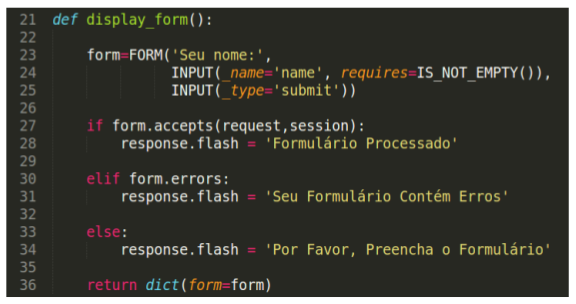 21 def display_form():
22
23     form=FORM('Seu nome:',
24               INPUT(_name='name', requires=IS_NOT_EMPTY()),
25               INPUT(_type='submit'))
26
27     if form.accepts(request,session):
28         response.flash = 'Formulário Processado'
29
30     elif form.errors:
31         response.flash = 'Seu Formulário Contém Erros'
32
33     else:
34         response.flash = 'Por Favor, Preencha o Formulário'
35
36     return dict(form=form)